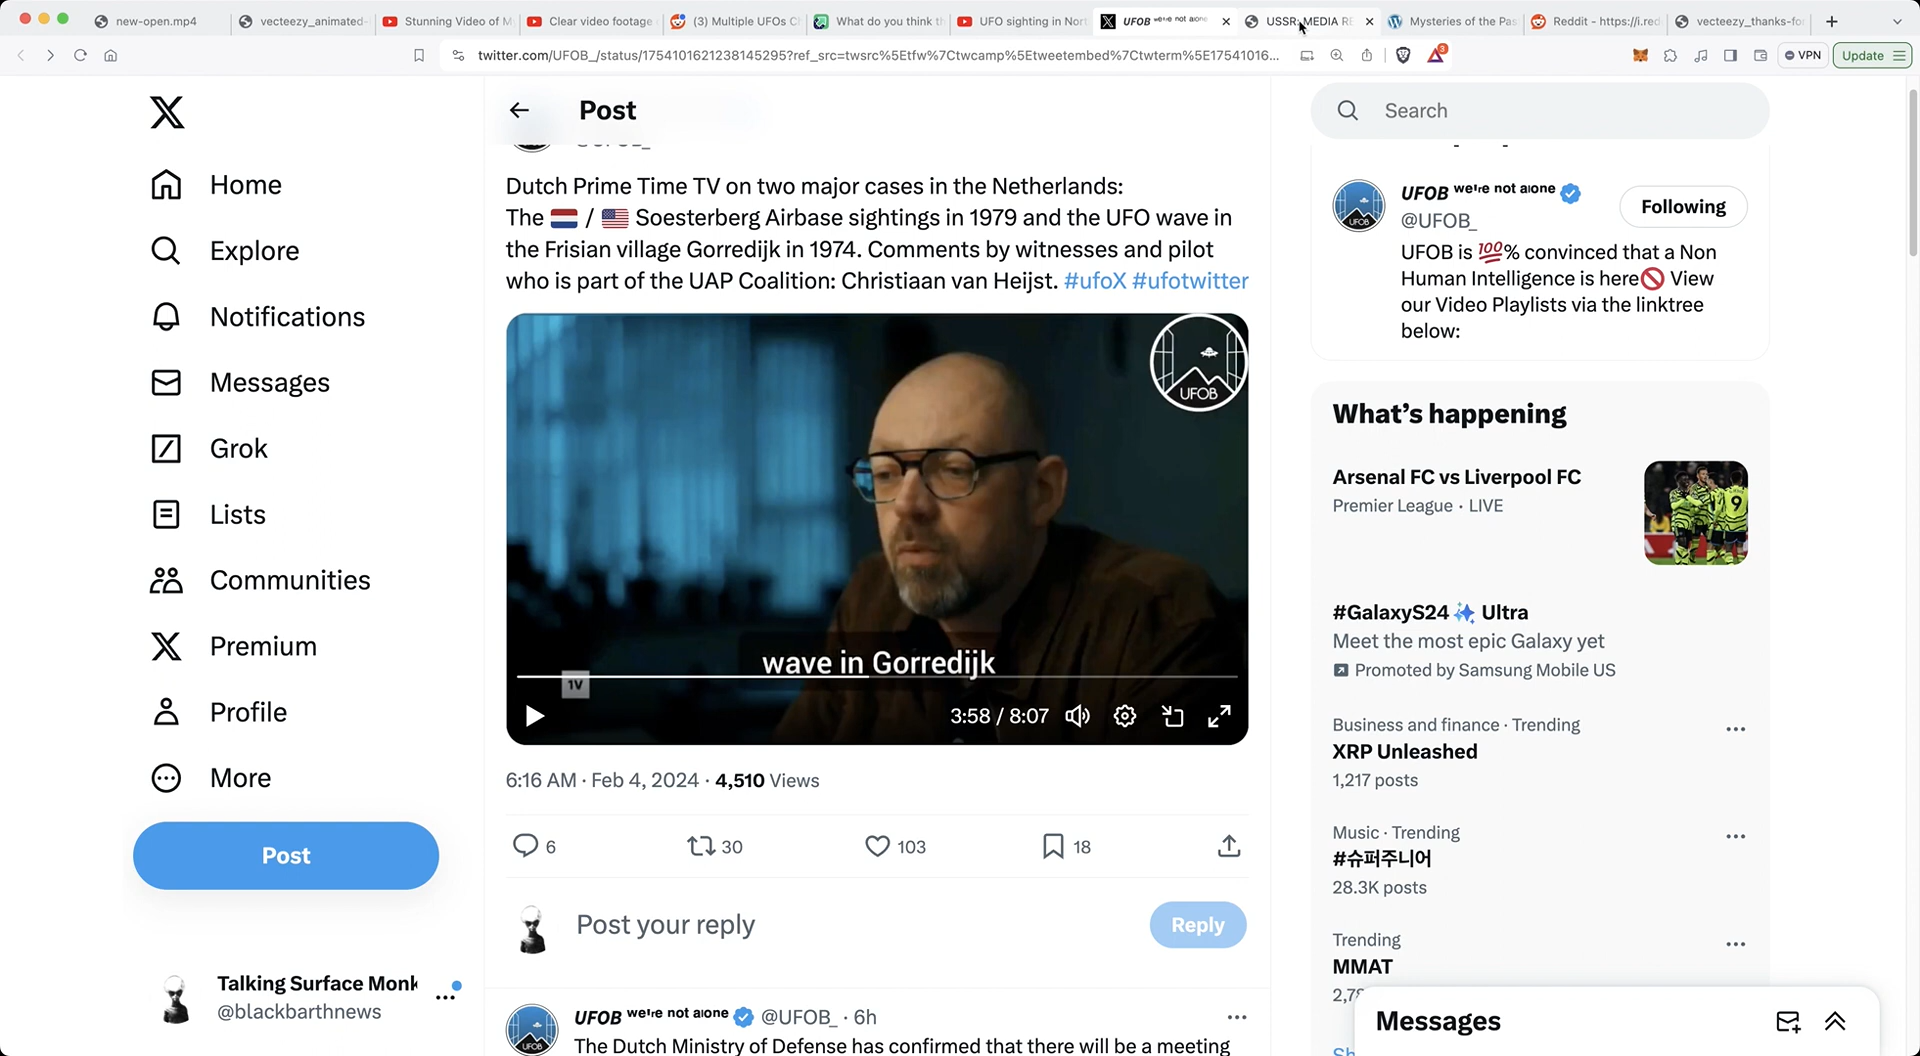 new-open.mp4
vecteezy_animated-
Stunning Video of M
Clear video footage
(3) Multiple UFOs Ch
What do you think th
UFO sighting in Nort
UFOB ʷᵉ'ʳᵉ ⁿᵒᵗ ᵃˡᵒⁿᵉ
USSR: MEDIA RE
Mysteries of the Pas
Reddit - https://i.red
vecteezy_thanks-fo
twitter.com/UFOB_/status/1754101621238145295?ref_src=twsrc%5Etfw%7Ctwcamp%5Etweetembed%7Ctwterm%5E17541016...
3
VPN
Update
Home
Explore
Notifications
Messages
Grok
Lists
Communities
Premium
Profile
More
Post
Talking Surface Monk
@blackbarthnews
Post
Dutch Prime Time TV on two major cases in the Netherlands:
The 🇳🇱 / 🇺🇸 Soesterberg Airbase sightings in 1979 and the UFO wave in
the Frisian village Gorredijk in 1974. Comments by witnesses and pilot
who is part of the UAP Coalition: Christiaan van Heijst. #ufoX #ufotwitter
UFOB
wave in Gorredijk
1V
3:58 / 8:07
6:16 AM · Feb 4, 2024 · 4,510 Views
6
30
103
18
Post your reply
Reply
UFOB ʷᵉ'ʳᵉ ⁿᵒᵗ ᵃˡᵒⁿᵉ @UFOB_ · 6h
UFOB
The Dutch Ministry of Defense has confirmed that there will be a meeting
Search
UFOB ʷᵉ'ʳᵉ ⁿᵒᵗ ᵃˡᵒⁿᵉ
@UFOB_
UFOB
Following
UFOB is 💯% convinced that a Non
Human Intelligence is here🚫 View
our Video Playlists via the linktree
below:
What's happening
Arsenal FC vs Liverpool FC
Premier League · LIVE
9
#GalaxyS24 Ultra
Meet the most epic Galaxy yet
Promoted by Samsung Mobile US
Business and finance · Trending
XRP Unleashed
1,217 posts
Music · Trending
#슈퍼주니어
28.3K posts
Trending
MMAT
Messages